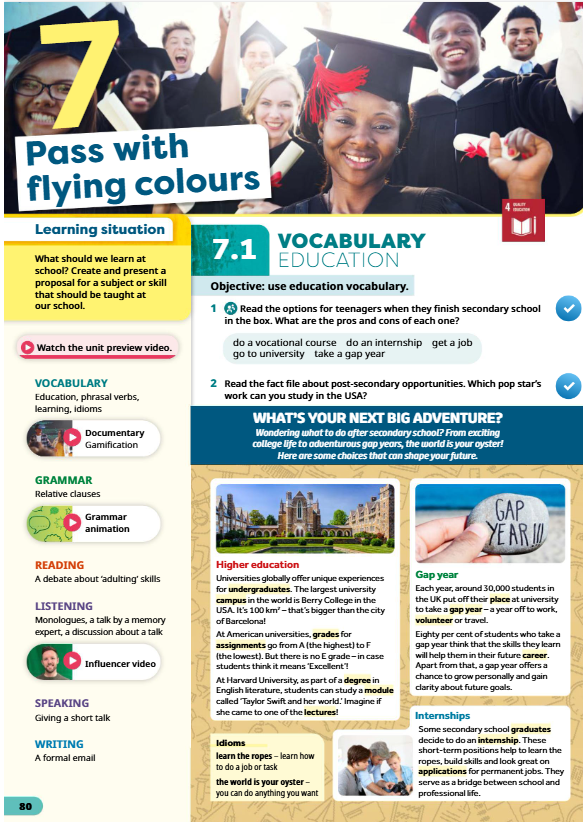 7
Pass with
flying colours
4 QUALITY
EDUCATION
Learning situation
What should we learn at
school? Create and present a
proposal for a subject or skill
that should be taught at
our school.
Watch the unit preview video.
VOCABULARY
Education, phrasal verbs,
learning, idioms
Documentary
Gamification
GRAMMAR
Relative clauses
Grammar
animation
READING
A debate about ‘adulting’ skills
LISTENING
Monologues, a talk by a memory
expert, a discussion about a talk
Influencer video
SPEAKING
Giving a short talk
WRITING
A formal email
80
7.1 VOCABULARY
EDUCATION
Objective: use education vocabulary.
1 Read the options for teenagers when they finish secondary school
in the box. What are the pros and cons of each one?
do a vocational course do an internship get a job
go to university take a gap year
2 Read the fact file about post-secondary opportunities. Which pop star’s
work can you study in the USA?
WHAT’S YOUR NEXT BIG ADVENTURE?
Wondering what to do after secondary school? From exciting
college life to adventurous gap years, the world is your oyster!
Here are some choices that can shape your future.
Higher education
Universities globally offer unique experiences
for undergraduates. The largest university
campus in the world is Berry College in the
USA. It’s 100 km² – that’s bigger than the city
of Barcelona!
At American universities, grades for
assignments go from A (the highest) to F
(the lowest). But there is no E grade – in case
students think it means ‘Excellent’!
At Harvard University, as part of a degree in
English literature, students can study a module
called ‘Taylor Swift and her world.’ Imagine if
she came to one of the lectures!
Idioms
learn the ropes – learn how
to do a job or task
the world is your oyster –
you can do anything you want
GAP
YEAR!!!
Gap year
Each year, around 30,000 students in
the UK put off their place at university
to take a gap year – a year off to work,
volunteer or travel.
Eighty per cent of students who take a
gap year think that the skills they learn
will help them in their future career.
Apart from that, a gap year offers a
chance to grow personally and gain
clarity about future goals.
Internships
Some secondary school graduates
decide to do an internship. These
short-term positions help to learn the
ropes, build skills and look great on
applications for permanent jobs. They
serve as a bridge between school and
professional life.